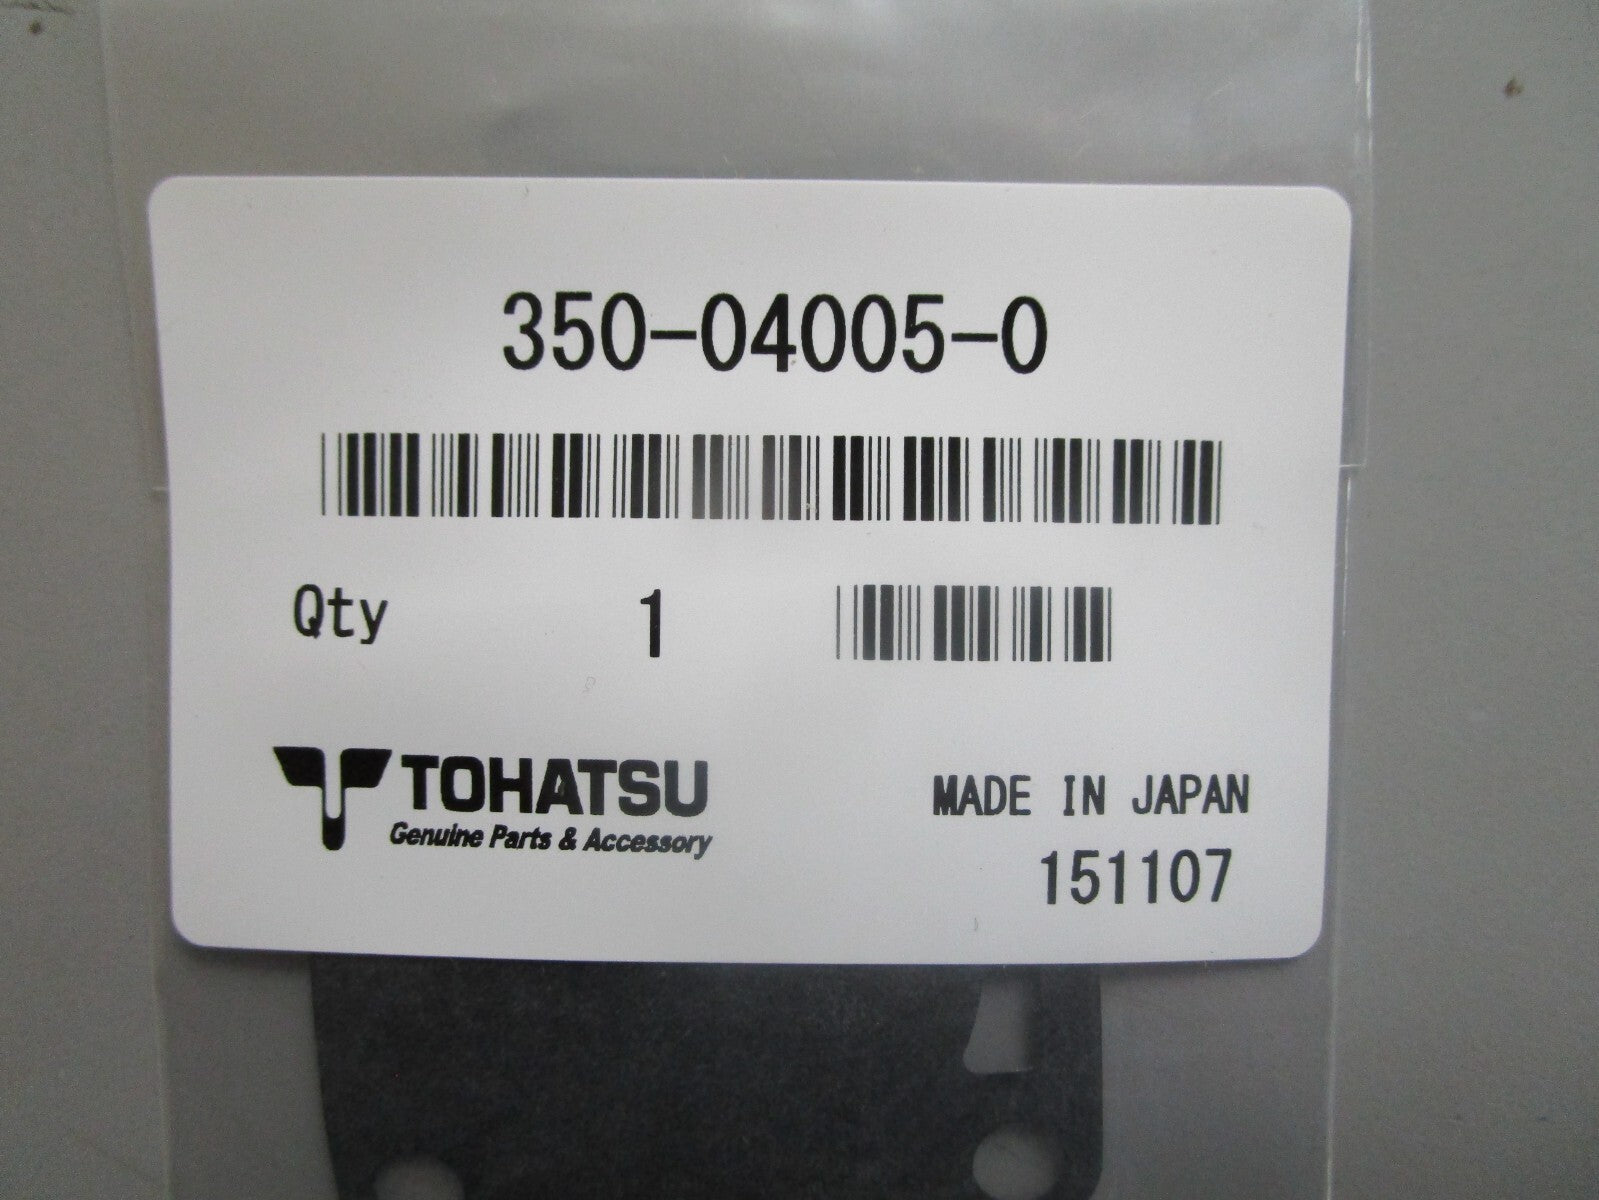 350-04005-0
Qty 1
TOHATSU
Genuine Parts & Accessory
MADE IN JAPAN
151107